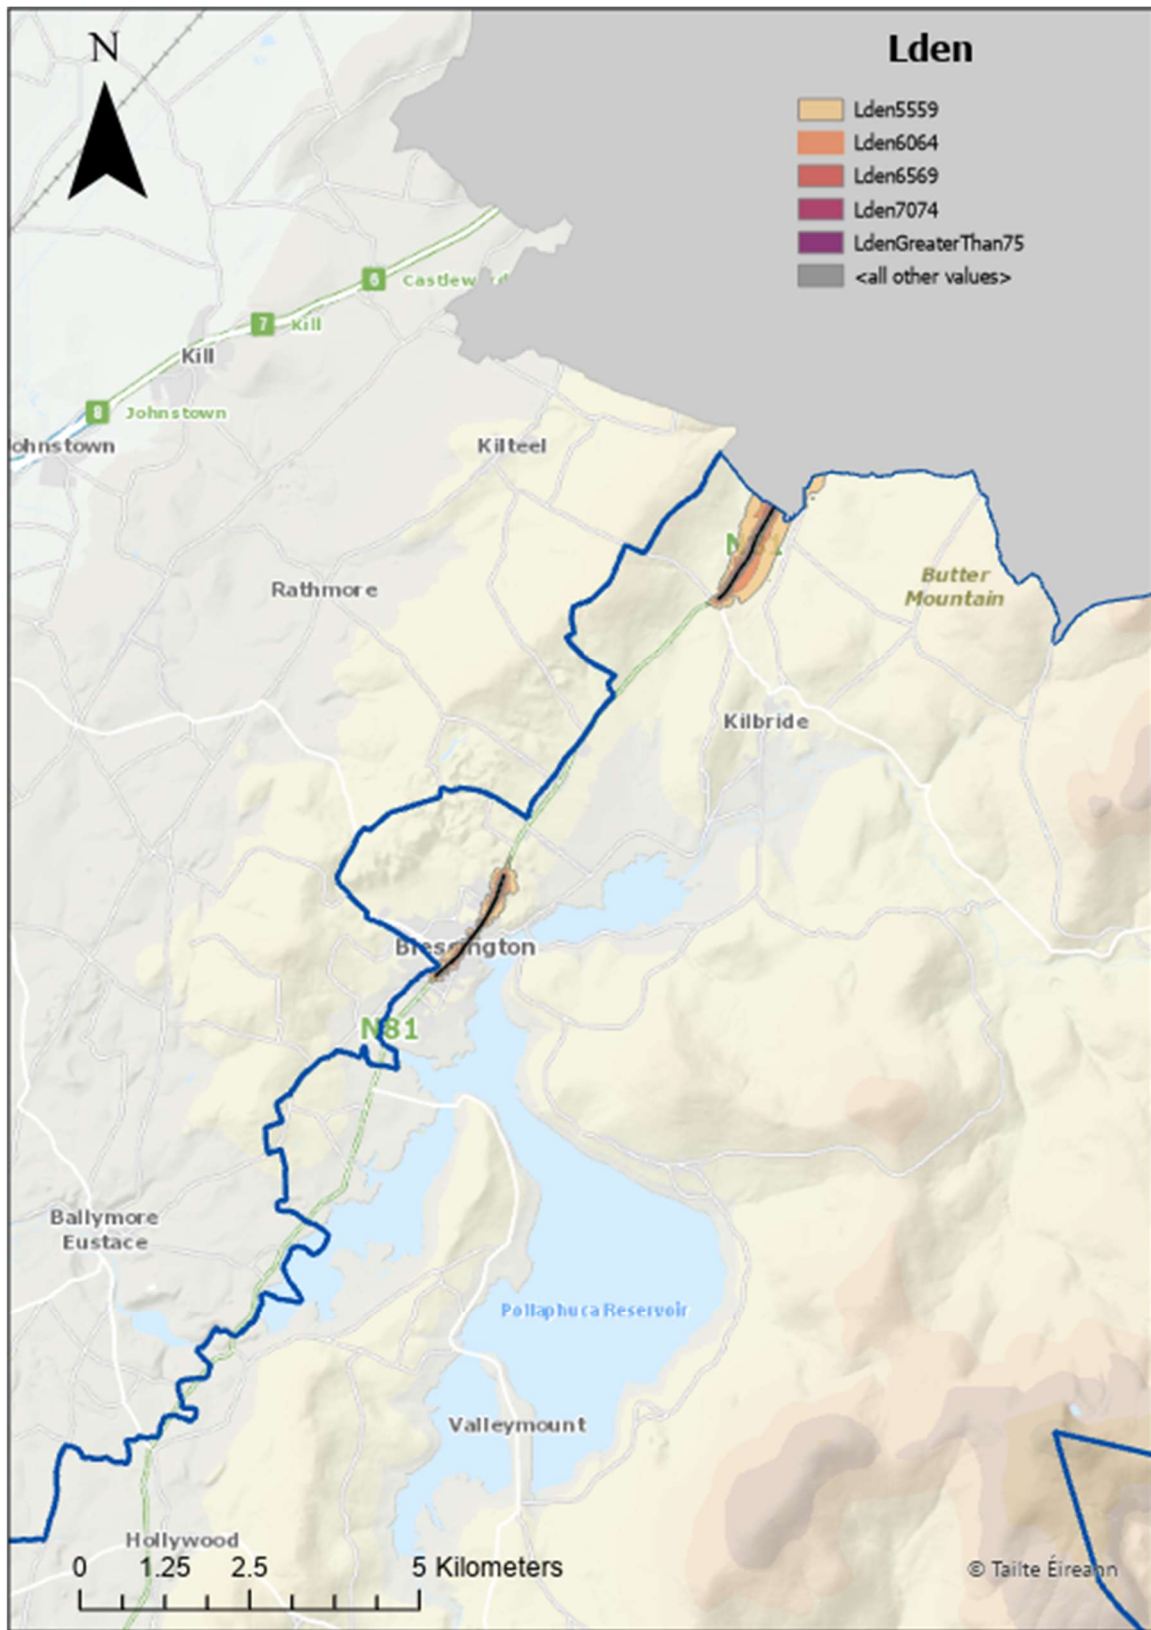 N
Lden
Lden5559
Lden6064
Lden6569
Lden7074
LdenGreaterThan75
<all other values>
6
7
Kill
Kill
8
Johnstown
ohnstown
Kilteel
Rathmore
Butter
Mountain
Kilbride
Blessington
N81
Ballymore
Eustace
Pollaphuca Reservoir
Valleymount
Hollywood
0 1.25 2.5 5 Kilometers
© Tailte Éireann